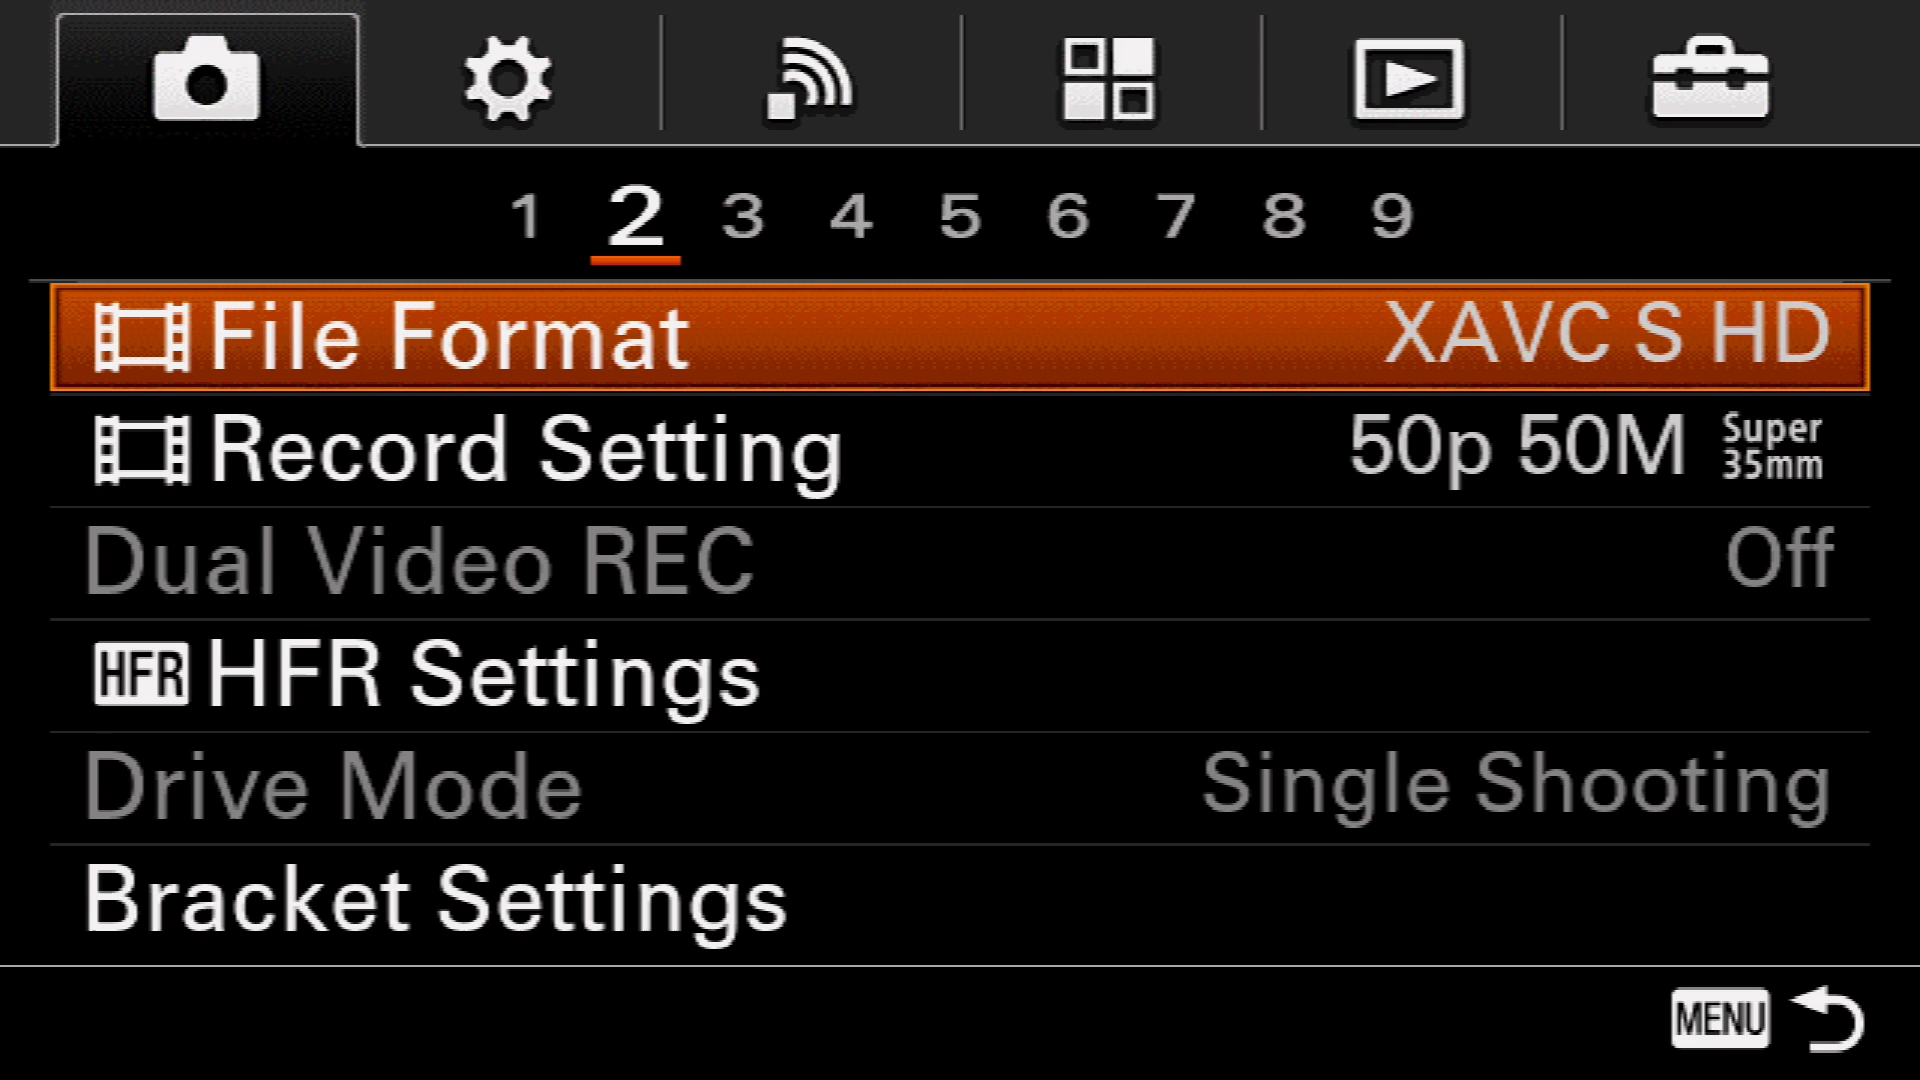 1 2 3 4 5 6 7 8 9
File Format XAVC S HD
Record Setting 50p 50M Super 35mm
Dual Video REC Off
HFR HFR Settings
Drive Mode Single Shooting
Bracket Settings
MENU